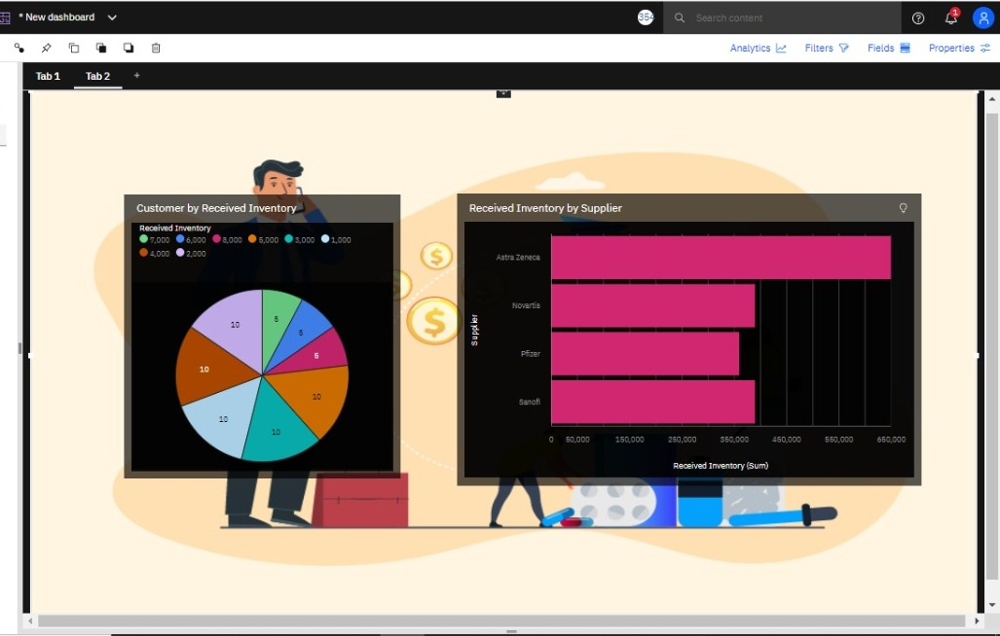 * New dashboard
354
Search content
1
Analytics
Filters
Fields
Properties
Tab 1
Tab 2
+
Customer by Received Inventory
Received Inventory
7,000 6,000 8,000 5,000 3,000 1,000
4,000 2,000
10
5
5
5
10
10
10
10
Received Inventory by Supplier
Supplier
Astra Zeneca
Novartis
Pfizer
Sanofi
0 50,000 150,000 250,000 350,000 450,000 550,000 650,000
Received Inventory (Sum)
$
$